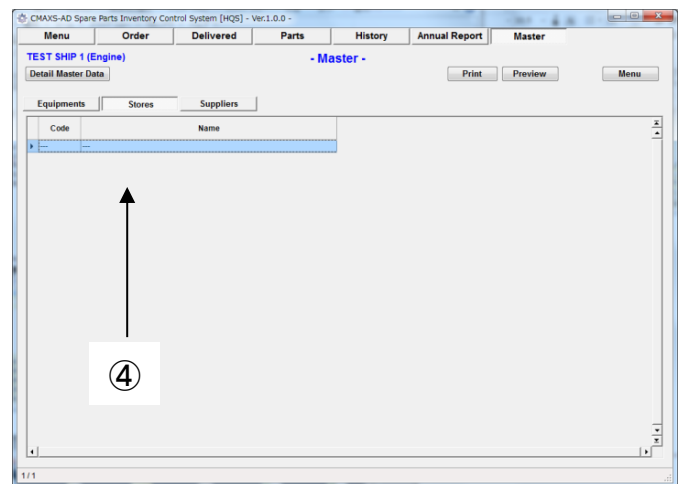 CMAXS-AD Spare Parts Inventory Control System [HQS] - Ver.1.0.0 -
Menu Order Delivered Parts History Annual Report Master
TEST SHIP 1 (Engine) - Master -
Detail Master Data Print Preview Menu
Equipments Stores Suppliers
Code Name
--- ---
④
1 / 1